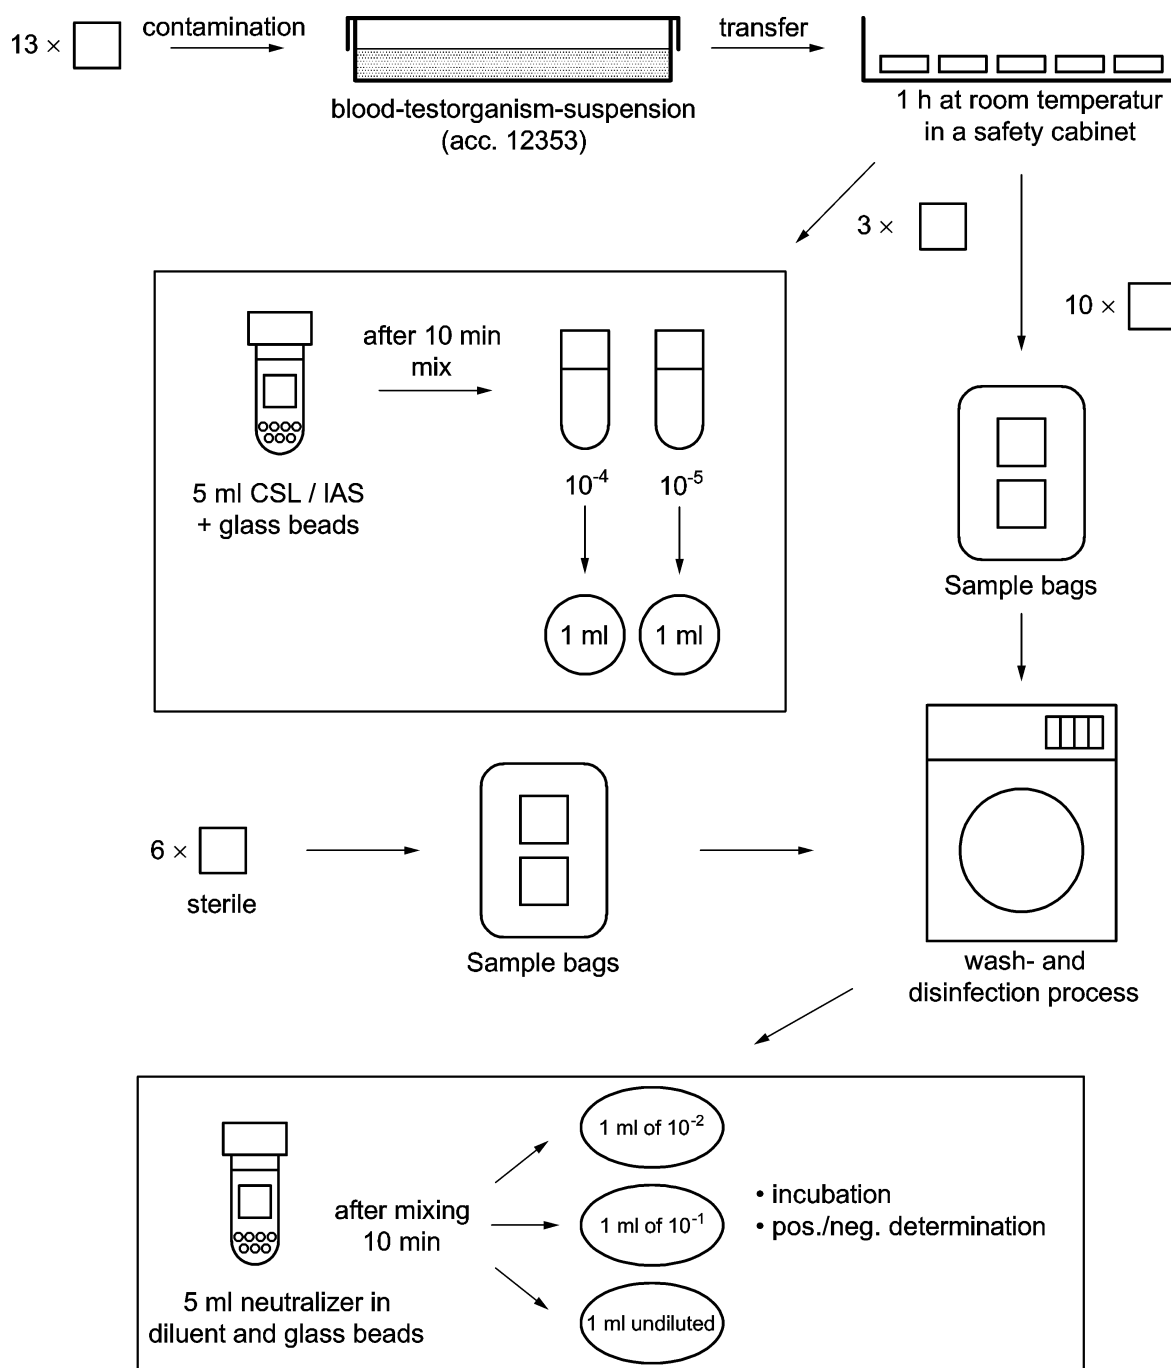 13 ×
contamination
transfer
blood-testorganism-suspension
(acc. 12353)
1 h at room temperatur
in a safety cabinet
3 ×
10 ×
after 10 min
mix
5 ml CSL / IAS
+ glass beads
10⁻⁴
10⁻⁵
1 ml
1 ml
Sample bags
6 ×
sterile
Sample bags
wash- and
disinfection process
5 ml neutralizer in
diluent and glass beads
after mixing
10 min
1 ml of 10⁻²
1 ml of 10⁻¹
1 ml undiluted
• incubation
• pos./neg. determination